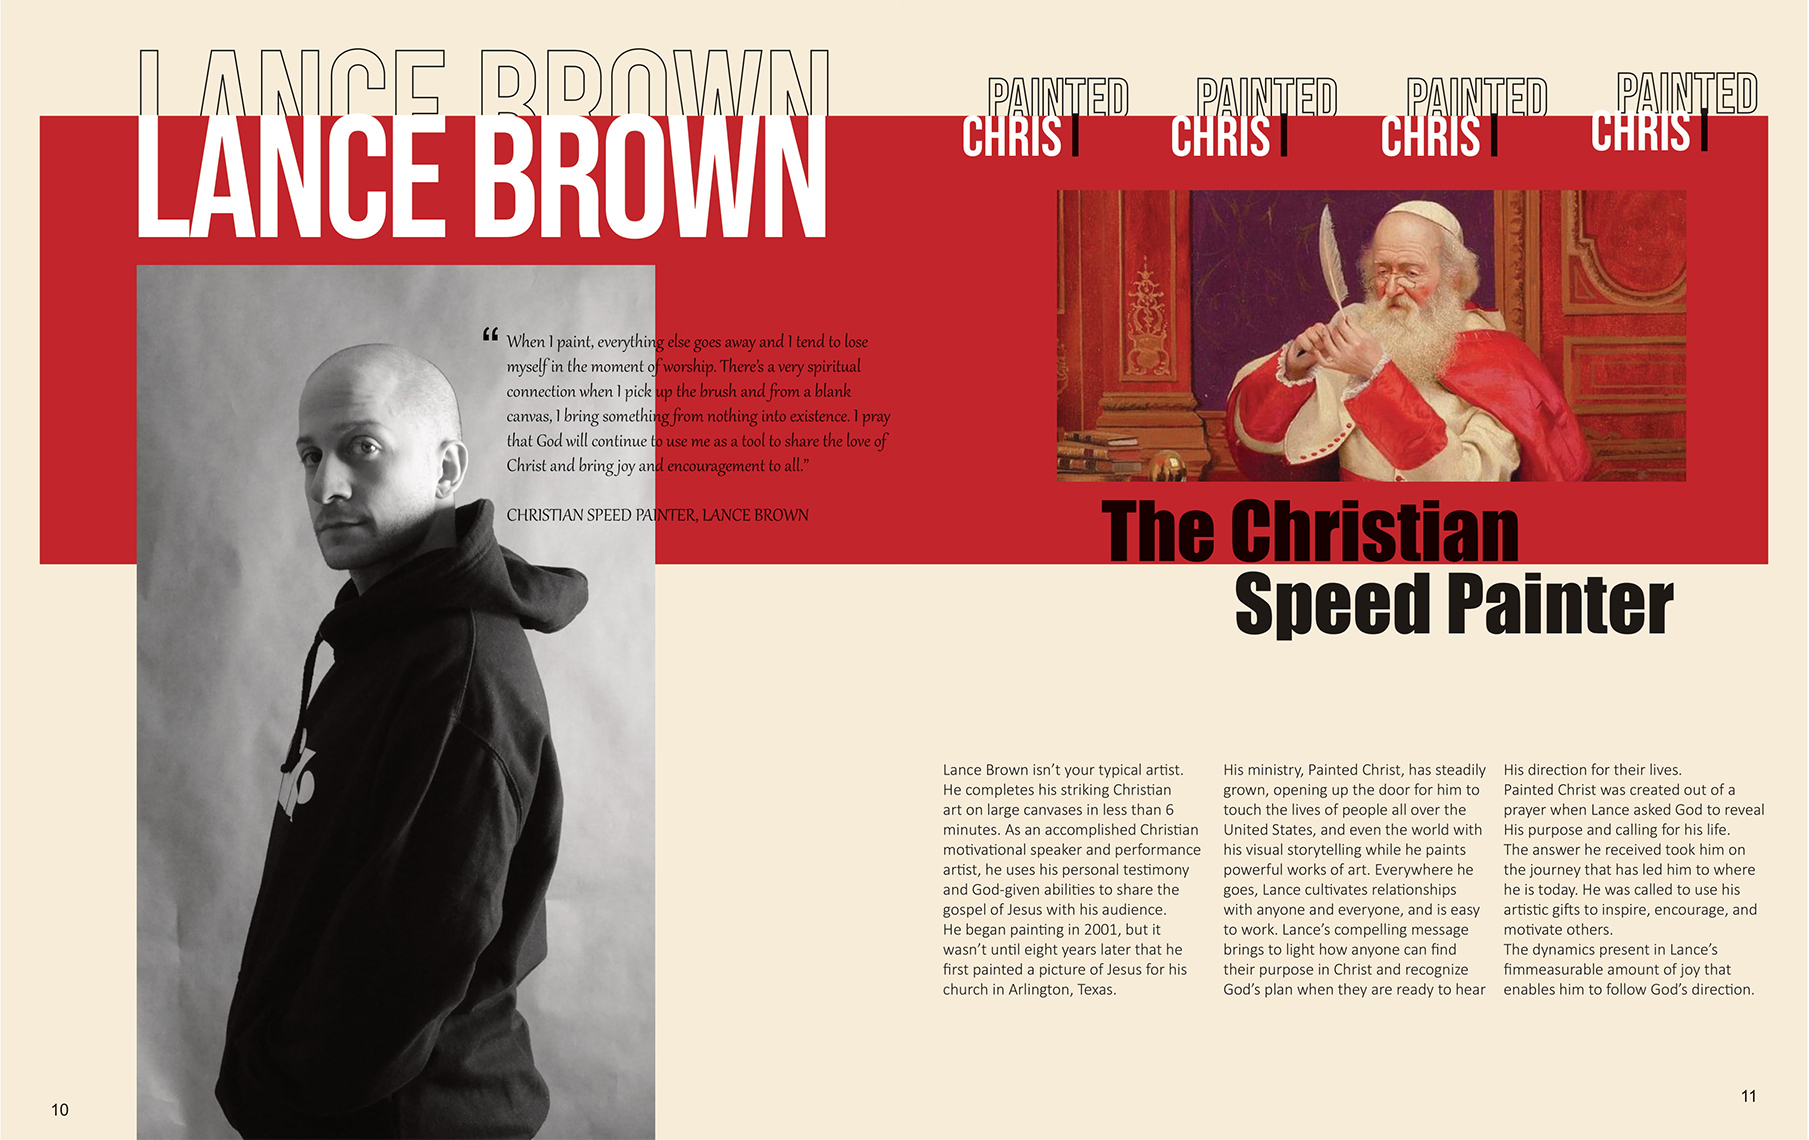 LANCE BROWN
LANCE BROWN
“ When I paint, everything else goes away and I tend to lose
myself in the moment of worship. There’s a very spiritual
connection when I pick up the brush and from a blank
canvas, I bring something from nothing into existence. I pray
that God will continue to use me as a tool to share the love of
Christ and bring joy and encouragement to all.”
CHRISTIAN SPEED PAINTER, LANCE BROWN
10
PAINTED
CHRIS
PAINTED
CHRIS
PAINTED
CHRIS
PAINTED
CHRIS
The Christian
Speed Painter
Lance Brown isn’t your typical artist.
He completes his striking Christian
art on large canvases in less than 6
minutes. As an accomplished Christian
motivational speaker and performance
artist, he uses his personal testimony
and God-given abilities to share the
gospel of Jesus with his audience.
He began painting in 2001, but it
wasn’t until eight years later that he
first painted a picture of Jesus for his
church in Arlington, Texas.
His ministry, Painted Christ, has steadily
grown, opening up the door for him to
touch the lives of people all over the
United States, and even the world with
his visual storytelling while he paints
powerful works of art. Everywhere he
goes, Lance cultivates relationships
with anyone and everyone, and is easy
to work. Lance’s compelling message
brings to light how anyone can find
their purpose in Christ and recognize
God’s plan when they are ready to hear
His direction for their lives.
Painted Christ was created out of a
prayer when Lance asked God to reveal
His purpose and calling for his life.
The answer he received took him on
the journey that has led him to where
he is today. He was called to use his
artistic gifts to inspire, encourage, and
motivate others.
The dynamics present in Lance’s
fimmeasurable amount of joy that
enables him to follow God’s direction.
11